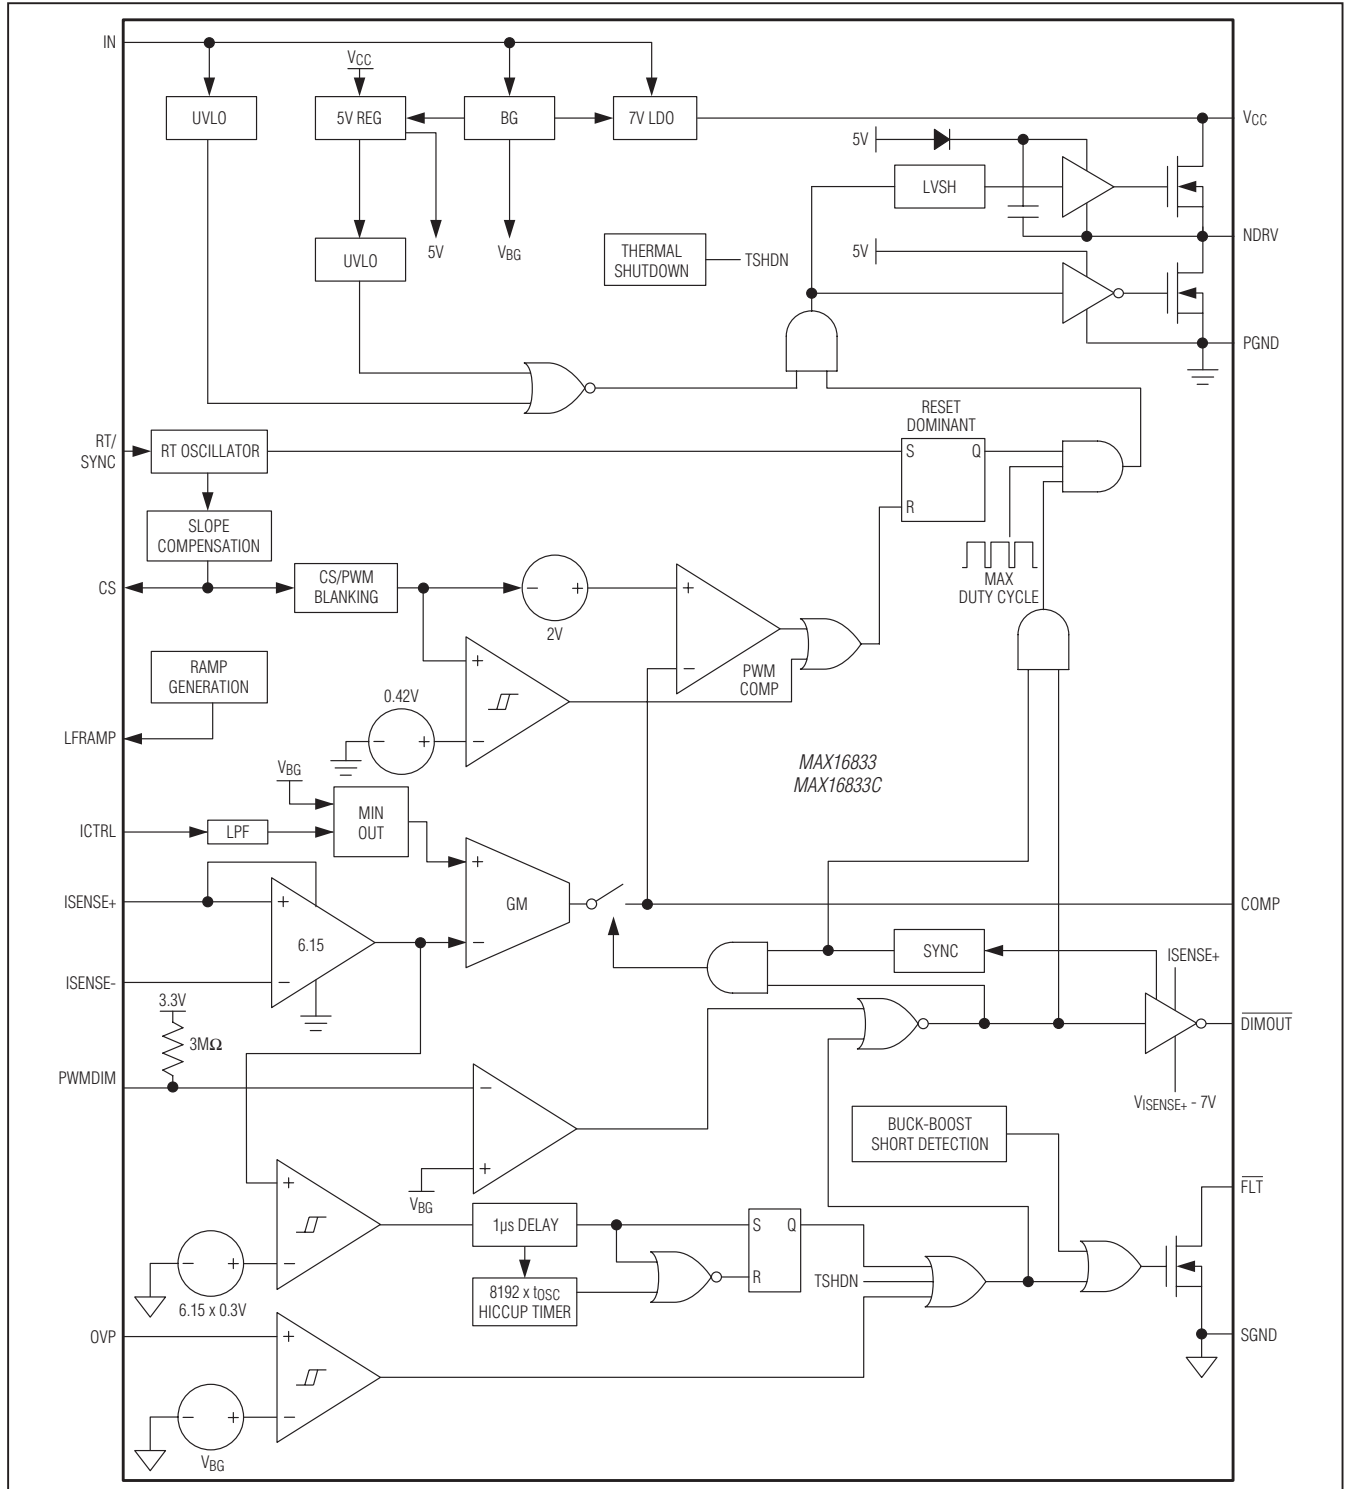 IN
VCC
UVLO
5V REG
BG
7V LDO
VCC
5V
LVSH
UVLO
5V
VBG
THERMAL
SHUTDOWN
TSHDN
5V
NDRV
PGND
RT/
SYNC
RT OSCILLATOR
RESET
DOMINANT
S
Q
R
SLOPE
COMPENSATION
CS
CS/PWM
BLANKING
−
+
2V
+
−
PWM
COMP
MAX
DUTY CYCLE
RAMP
GENERATION
LFRAMP
0.42V
−
+
+
−
MAX16833
MAX16833C
VBG
MIN
OUT
ICTRL
LPF
+
−
GM
ISENSE+
+
6.15
−
ISENSE-
COMP
SYNC
ISENSE+
DIMOUT
VISENSE+ - 7V
3.3V
3MΩ
PWMDIM
−
+
VBG
BUCK-BOOST
SHORT DETECTION
FLT
+
−
−
+
6.15 x 0.3V
1µs DELAY
8192 x tOSC
HICCUP TIMER
S
Q
R
TSHDN
SGND
OVP
+
−
−
+
VBG